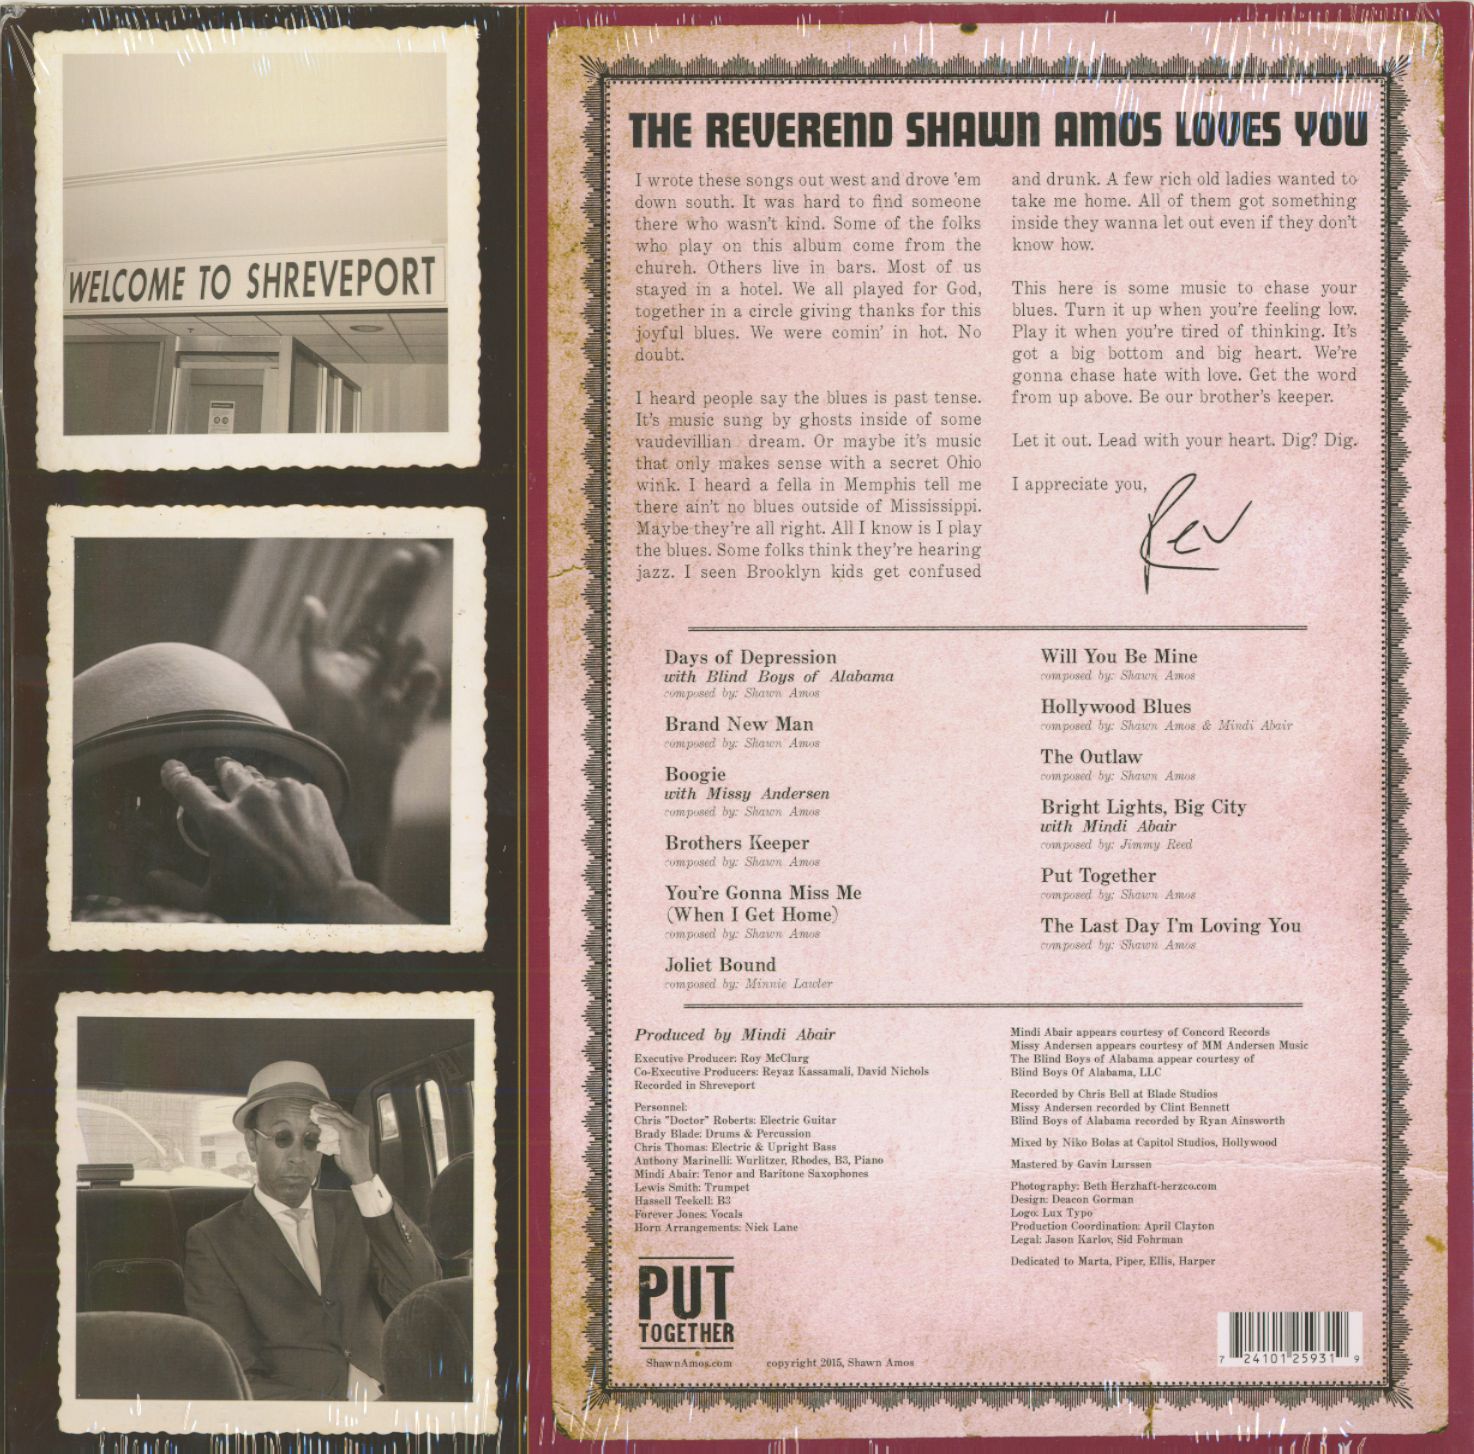 WELCOME TO SHREVEPORT
THE REVEREND SHAWN AMOS LOVES YOU
I wrote these songs out west and drove 'em
down south. It was hard to find someone
there who wasn't kind. Some of the folks
who play on this album come from the
church. Others live in bars. Most of us
stayed in a hotel. We all played for God,
together in a circle giving thanks for this
joyful blues. We were comin' in hot. No
doubt.
I heard people say the blues is past tense.
It's music sung by ghosts inside of some
vaudevillian dream. Or maybe it's music
that only makes sense with a secret Ohio
wink. I heard a fella in Memphis tell me
there ain't no blues outside of Mississippi.
Maybe they're all right. All I know is I play
the blues. Some folks think they're hearing
jazz. I seen Brooklyn kids get confused
and drunk. A few rich old ladies wanted to
take me home. All of them got something
inside they wanna let out even if they don't
know how.
This here is some music to chase your
blues. Turn it up when you're feeling low.
Play it when you're tired of thinking. It's
got a big bottom and big heart. We're
gonna chase hate with love. Get the word
from up above. Be our brother's keeper.
Let it out. Lead with your heart. Dig? Dig.
I appreciate you,
Rev
Days of Depression
with Blind Boys of Alabama
composed by: Shawn Amos
Brand New Man
composed by: Shawn Amos
Boogie
with Missy Andersen
composed by: Shawn Amos
Brothers Keeper
composed by: Shawn Amos
You're Gonna Miss Me
(When I Get Home)
composed by: Shawn Amos
Joliet Bound
composed by: Minnie Lawler
Will You Be Mine
composed by: Shawn Amos
Hollywood Blues
composed by: Shawn Amos & Mindi Abair
The Outlaw
composed by: Shawn Amos
Bright Lights, Big City
with Mindi Abair
composed by: Jimmy Reed
Put Together
composed by: Shawn Amos
The Last Day I'm Loving You
composed by: Shawn Amos
Produced by Mindi Abair
Executive Producer: Roy McClurg
Co-Executive Producers: Reyaz Kassamali, David Nichols
Recorded in Shreveport
Personnel:
Chris "Doctor" Roberts: Electric Guitar
Brady Blade: Drums & Percussion
Chris Thomas: Electric & Upright Bass
Anthony Marinelli: Wurlitzer, Rhodes, B3, Piano
Mindi Abair: Tenor and Baritone Saxophones
Lewis Smith: Trumpet
Hassell Teekell: B3
Forever Jones: Vocals
Horn Arrangements: Nick Lane
Mindi Abair appears courtesy of Concord Records
Missy Andersen appears courtesy of MM Andersen Music
The Blind Boys of Alabama appear courtesy of
Blind Boys Of Alabama, LLC
Recorded by Chris Bell at Blade Studios
Missy Andersen recorded by Clint Bennett
Blind Boys of Alabama recorded by Ryan Ainsworth
Mixed by Niko Bolas at Capitol Studios, Hollywood
Mastered by Gavin Lurssen
Photography: Beth Herzhaft-herzco.com
Design: Deacon Gorman
Logo: Lux Typo
Production Coordination: April Clayton
Legal: Jason Karlov, Sid Fohrman
Dedicated to Marta, Piper, Ellis, Harper
PUT
TOGETHER
ShawnAmos.com copyright 2015, Shawn Amos
7 24101 25931 9